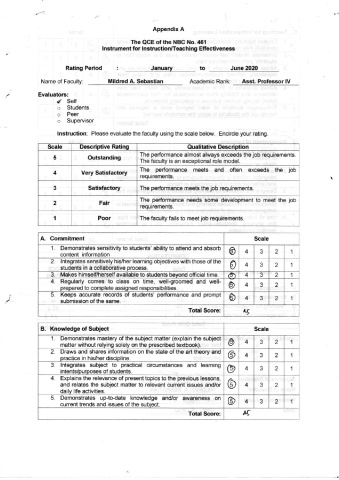 Appendix A
The QCE of the NBC No. 461
Instrument for Instruction/Teaching Effectiveness
Rating Period : January to June 2020
Name of Faculty: Mildred A. Sebastian Academic Rank: Asst. Professor IV
Evaluators:
✓ Self
o Students
o Peer
o Supervisor
Instruction: Please evaluate the faculty using the scale below. Encircle your rating.
Scale Descriptive Rating Qualitative Description
5 Outstanding The performance almost always exceeds the job requirements.
The faculty is an exceptional role model.
4 Very Satisfactory The performance meets and often exceeds the job
requirements.
3 Satisfactory The performance meets the job requirements.
2 Fair The performance needs some development to meet the job
requirements.
1 Poor The faculty fails to meet job requirements.
A. Commitment Scale
1. Demonstrates sensitivity to students' ability to attend and absorb
content information 5 4 3 2 1
2. Integrates sensitively his/her learning objectives with those of the
students in a collaborative process. 5 4 3 2 1
3. Makes himself/herself available to students beyond official time. 5 4 3 2 1
4. Regularly comes to class on time, well-groomed and well-
prepared to complete assigned responsibilities. 5 4 3 2 1
5. Keeps accurate records of students' performance and prompt
submission of the same. 5 4 3 2 1
Total Score: 25
B. Knowledge of Subject Scale
1. Demonstrates mastery of the subject matter (explain the subject
matter without relying solely on the prescribed textbook). 5 4 3 2 1
2. Draws and shares information on the state of the art theory and
practice in his/her discipline. 5 4 3 2 1
3. Integrates subject to practical circumstances and learning
intents/purposes of students. 5 4 3 2 1
4. Explains the relevance of present topics to the previous lessons,
and relates the subject matter to relevant current issues and/or
daily life activities. 5 4 3 2 1
5. Demonstrates up-to-date knowledge and/or awareness on
current trends and issues of the subject. 5 4 3 2 1
Total Score: 25